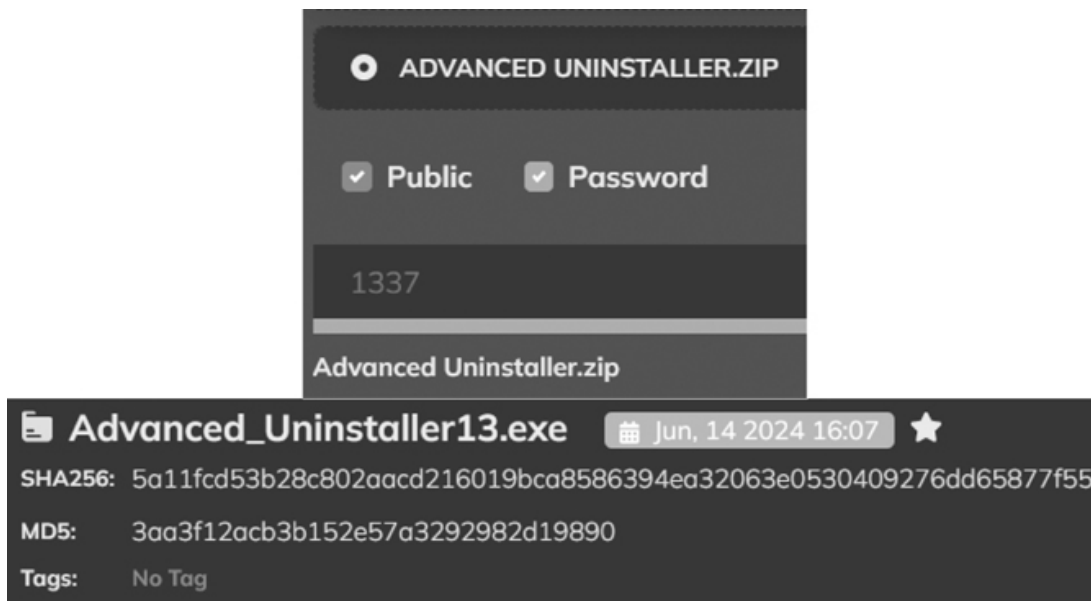 ADVANCED UNINSTALLER.ZIP
Public Password
1337
Advanced Uninstaller.zip
Advanced_Uninstaller13.exe Jun, 14 2024 16:07
SHA256: 5a11fcd53b28c802aacd216019bca8586394ea32063e0530409276dd65877f55
MD5: 3aa3f12acb3b152e57a3292982d19890
Tags: No Tag